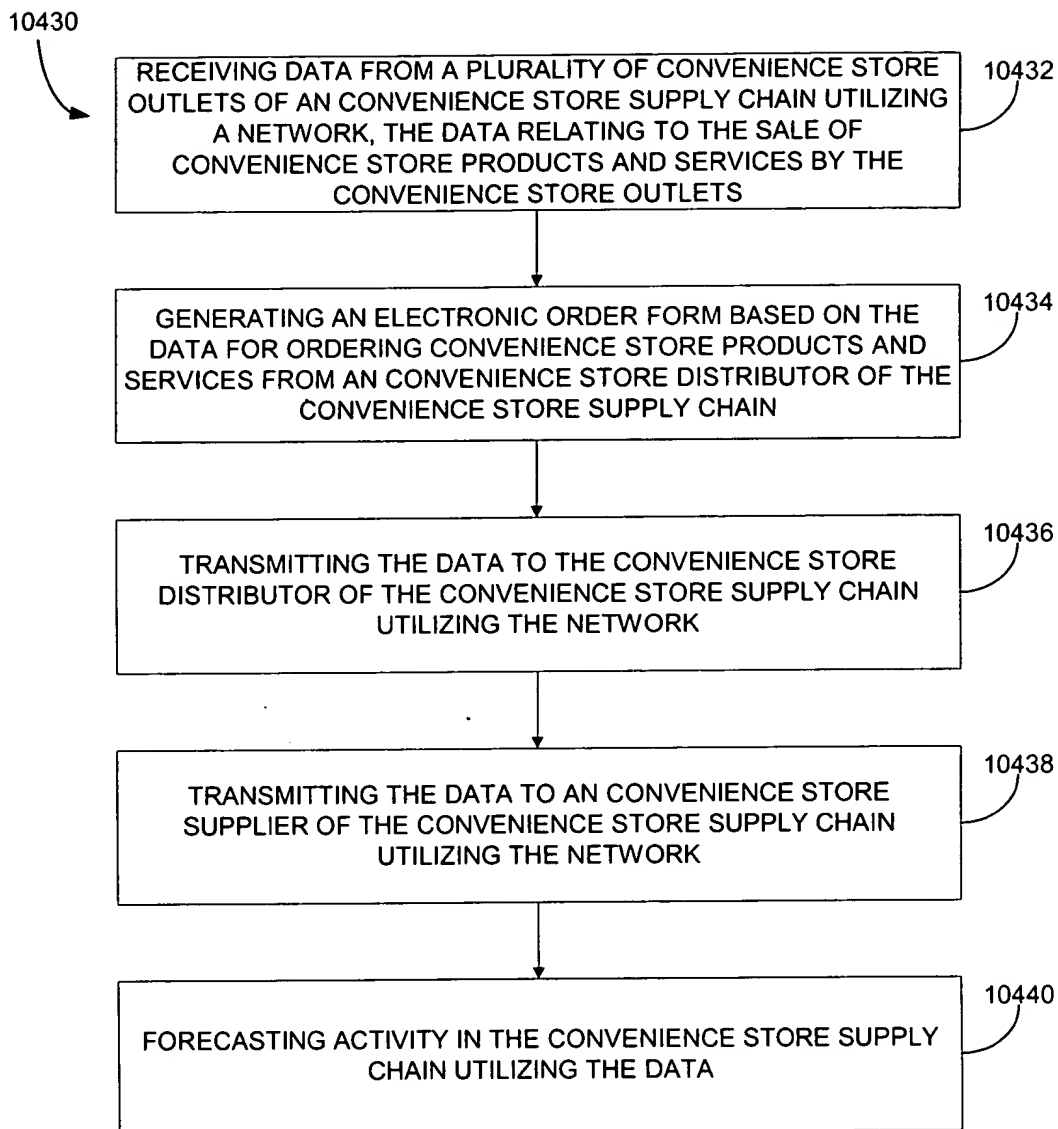 10430
RECEIVING DATA FROM A PLURALITY OF CONVENIENCE STORE
OUTLETS OF AN CONVENIENCE STORE SUPPLY CHAIN UTILIZING
A NETWORK, THE DATA RELATING TO THE SALE OF
CONVENIENCE STORE PRODUCTS AND SERVICES BY THE
CONVENIENCE STORE OUTLETS
10432
GENERATING AN ELECTRONIC ORDER FORM BASED ON THE
DATA FOR ORDERING CONVENIENCE STORE PRODUCTS AND
SERVICES FROM AN CONVENIENCE STORE DISTRIBUTOR OF THE
CONVENIENCE STORE SUPPLY CHAIN
10434
TRANSMITTING THE DATA TO THE CONVENIENCE STORE
DISTRIBUTOR OF THE CONVENIENCE STORE SUPPLY CHAIN
UTILIZING THE NETWORK
10436
TRANSMITTING THE DATA TO AN CONVENIENCE STORE
SUPPLIER OF THE CONVENIENCE STORE SUPPLY CHAIN
UTILIZING THE NETWORK
10438
FORECASTING ACTIVITY IN THE CONVENIENCE STORE SUPPLY
CHAIN UTILIZING THE DATA
10440